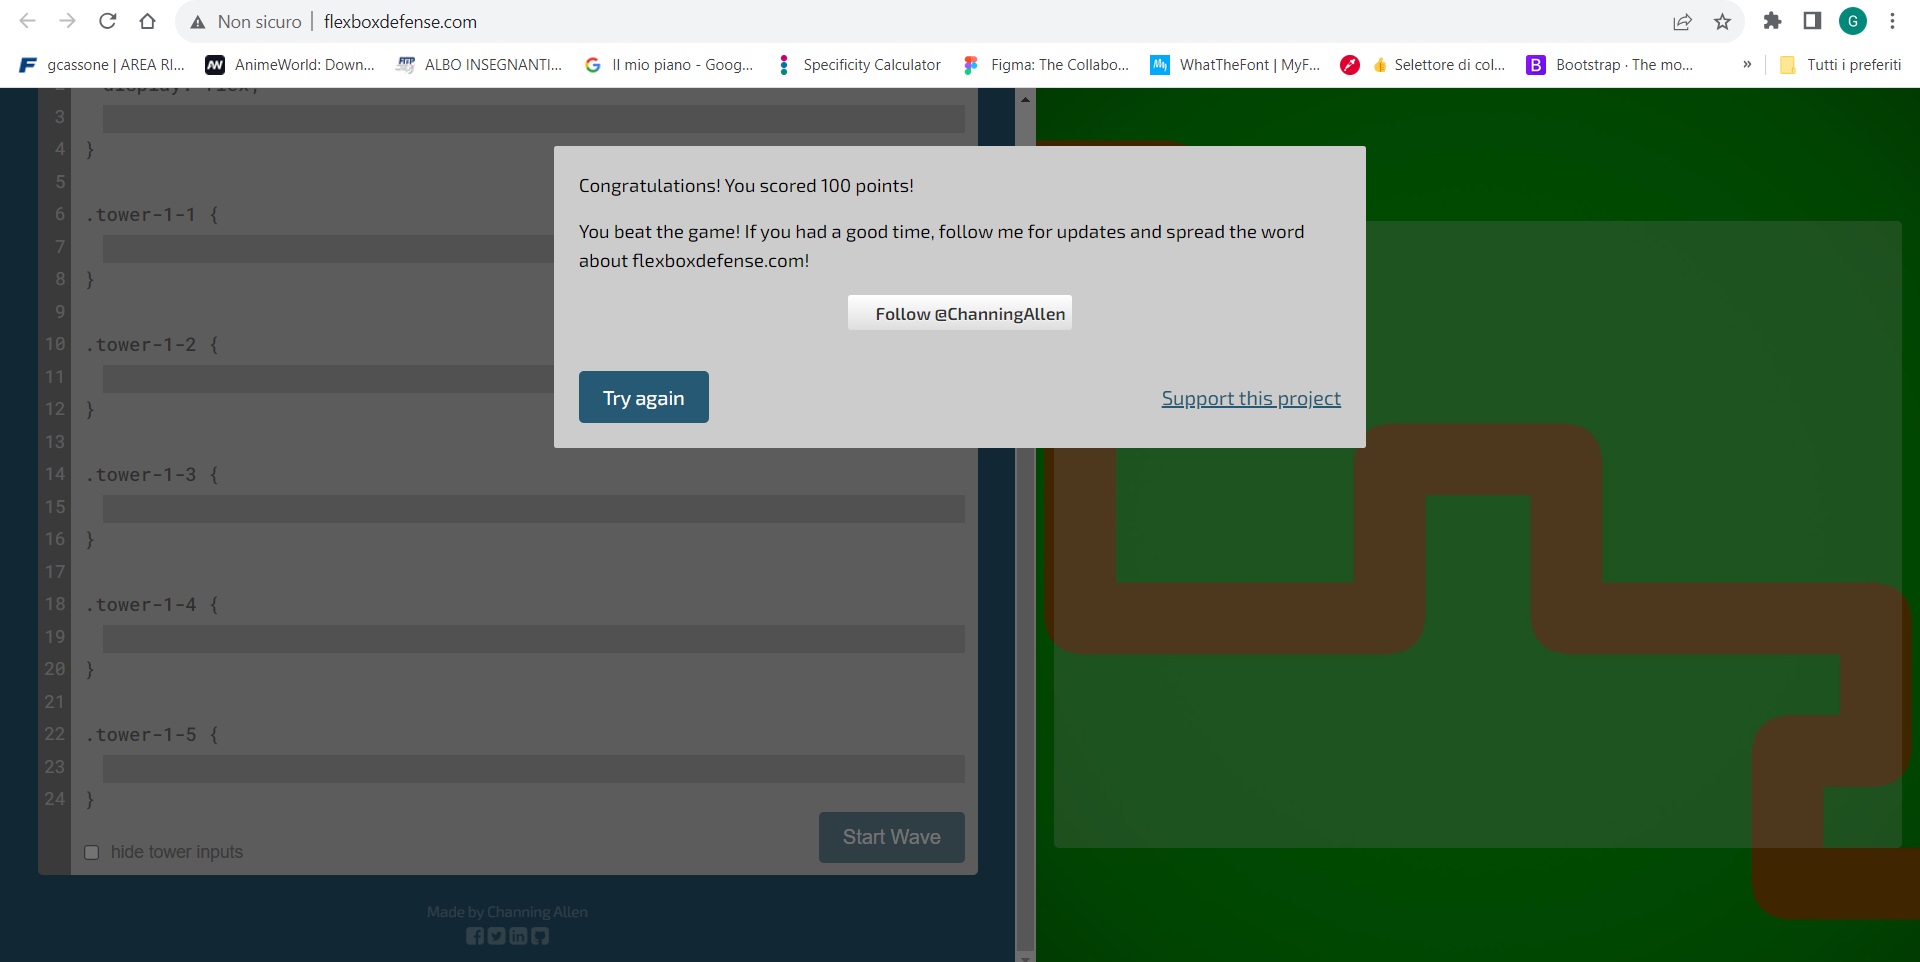 Non sicuro | flexboxdefense.com
G
gcassone | AREA RI... AnimeWorld: Down... ALBO INSEGNANTI... Il mio piano - Goog... Specificity Calculator Figma: The Collabo... WhatTheFont | MyF... Selettore di col... Bootstrap · The mo... » Tutti i preferiti
2 display: flex;
3
4 }
5
6 .tower-1-1 {
7
8 }
9
10 .tower-1-2 {
11
12 }
13
14 .tower-1-3 {
15
16 }
17
18 .tower-1-4 {
19
20 }
21
22 .tower-1-5 {
23
24 }
hide tower inputs
Start Wave
Made by Channing Allen
Congratulations! You scored 100 points!
You beat the game! If you had a good time, follow me for updates and spread the word
about flexboxdefense.com!
Follow @ChanningAllen
Try again
Support this project